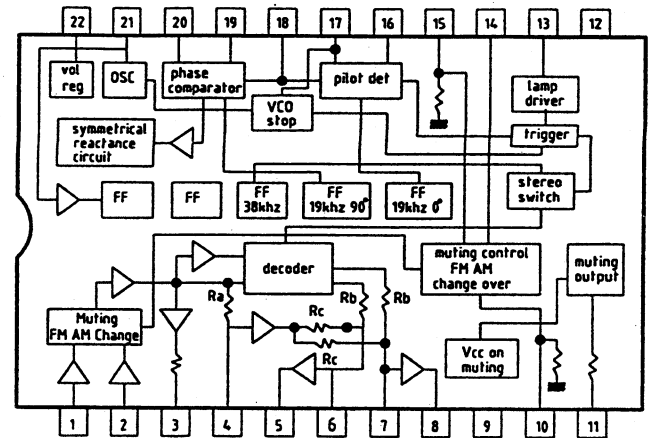 22 21 20 19 18 17 16 15 14 13 12
vol
reg
OSC
phase
comparator
pilot det
VCO
stop
lamp
driver
trigger
symmetrical
reactance
circuit
stereo
switch
FF
FF
FF
38khz
FF
19khz 90°
FF
19khz 0°
decoder
muting control
FM AM
change over
muting
output
Ra
Rb
Rb
Rc
Rc
Muting
FM AM Change
Vcc on
muting
1 2 3 4 5 6 7 8 9 10 11